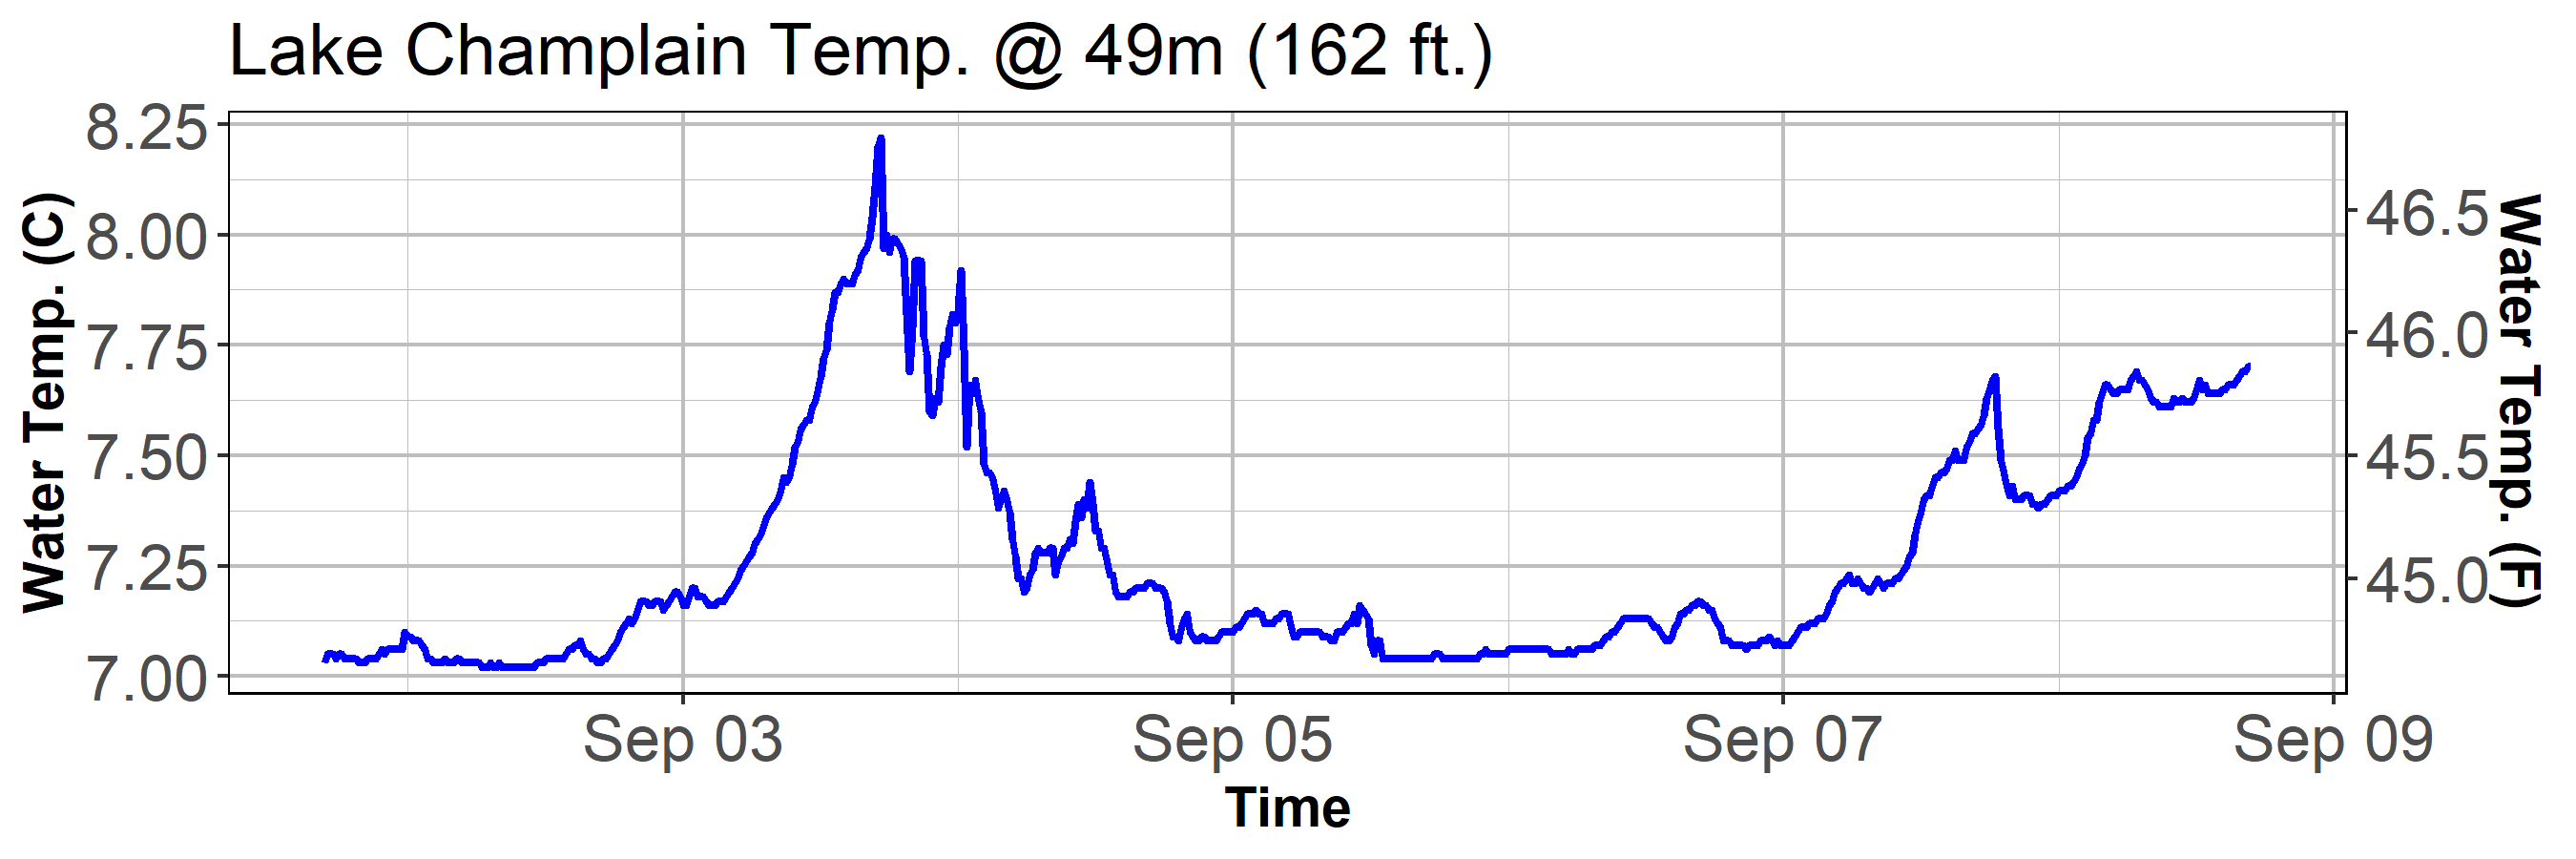 Lake Champlain Temp. @ 49m (162 ft.)
Water Temp. (C)
8.25
8.00
7.75
7.50
7.25
7.00
46.5
46.0
45.5
45.0
Water Temp. (F)
Sep 03
Sep 05
Sep 07
Sep 09
Time